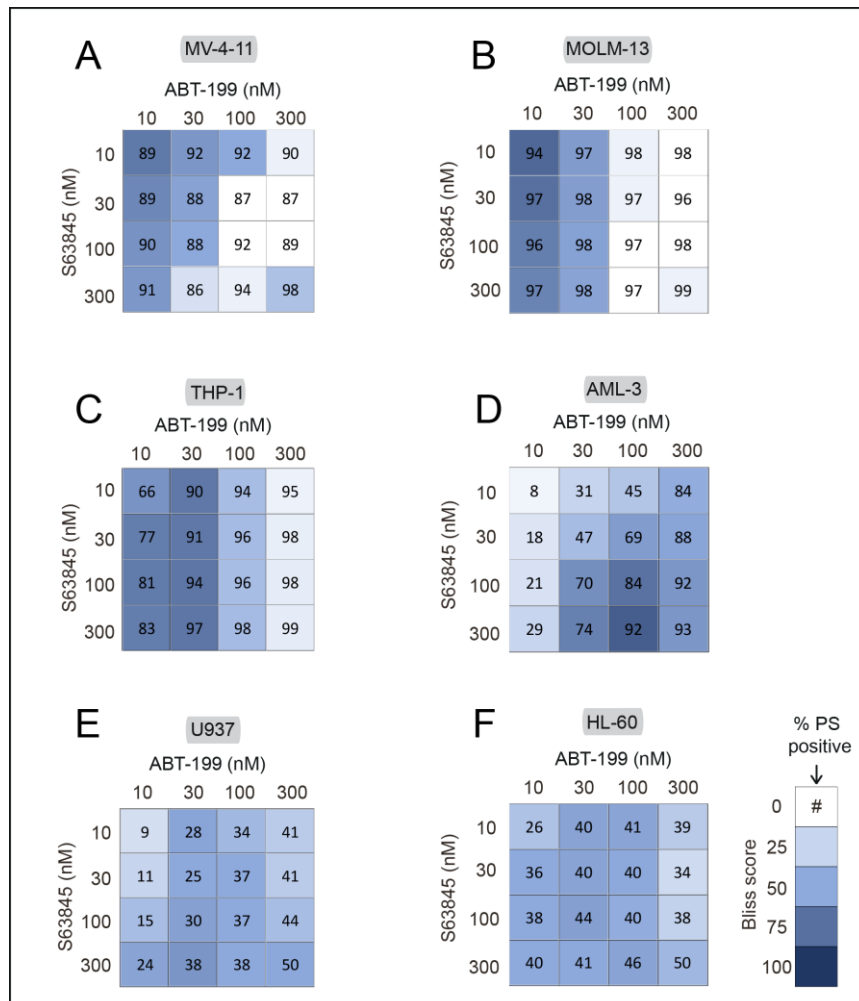 A
MV-4-11
ABT-199 (nM)
10 30 100 300
S63845 (nM)
10 89 92 92 90
30 89 88 87 87
100 90 88 92 89
300 91 86 94 98
B
MOLM-13
ABT-199 (nM)
10 30 100 300
S63845 (nM)
10 94 97 98 98
30 97 98 97 96
100 96 98 97 98
300 97 98 97 99
C
THP-1
ABT-199 (nM)
10 30 100 300
S63845 (nM)
10 66 90 94 95
30 77 91 96 98
100 81 94 96 98
300 83 97 98 99
D
AML-3
ABT-199 (nM)
10 30 100 300
S63845 (nM)
10 8 31 45 84
30 18 47 69 88
100 21 70 84 92
300 29 74 92 93
E
U937
ABT-199 (nM)
10 30 100 300
S63845 (nM)
10 9 28 34 41
30 11 25 37 41
100 15 30 37 44
300 24 38 38 50
F
HL-60
ABT-199 (nM)
10 30 100 300
S63845 (nM)
10 26 40 41 39
30 36 40 40 34
100 38 44 40 38
300 40 41 46 50
% PS
positive
0 #
25
50
75
100
Bliss score